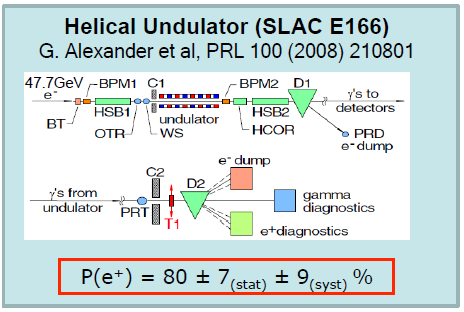 Helical Undulator (SLAC E166)
G. Alexander et al, PRL 100 (2008) 210801
47.7GeV
e-
BPM1
C1
BPM2
D1
γ's to
detectors
BT
HSB1
undulator
HSB2
OTR
WS
HCOR
PRD
e- dump
e- dump
C2
D2
γ's from
undulator
PRT
T1
gamma
diagnostics
e+diagnostics
P(e+) = 80 ± 7(stat) ± 9(syst) %